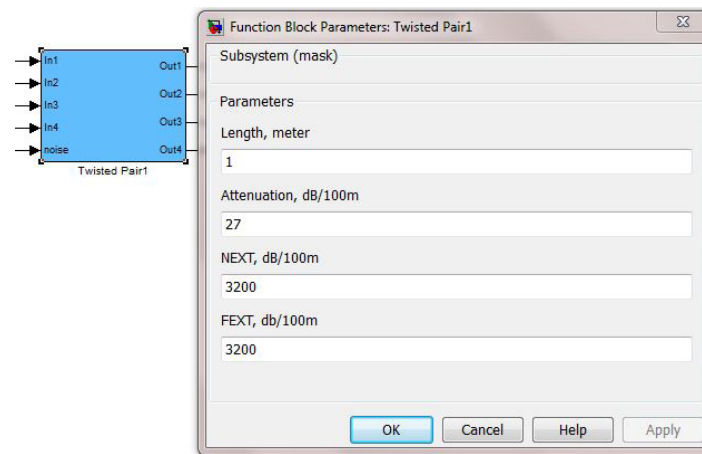 Function Block Parameters: Twisted Pair1
Subsystem (mask)
Parameters
Length, meter
1
Attenuation, dB/100m
27
NEXT, dB/100m
3200
FEXT, db/100m
3200
OK Cancel Help Apply
In1
In2
In3
In4
noise
Out1
Out2
Out3
Out4
Twisted Pair1